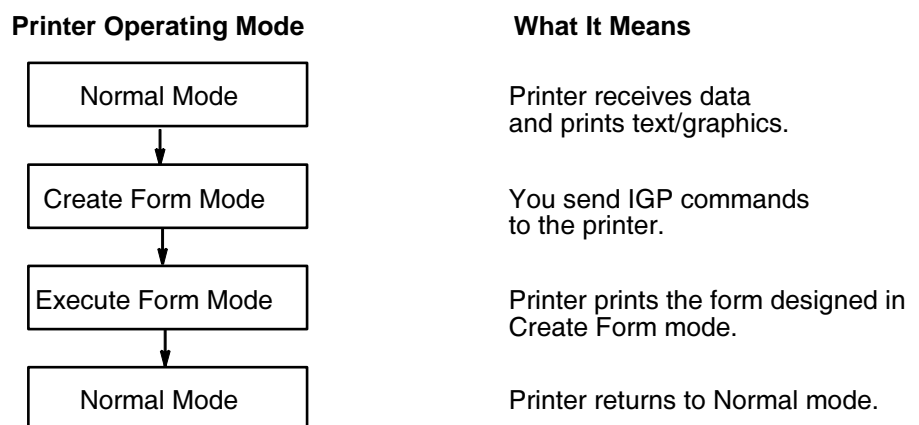 Printer Operating Mode What It Means
Normal Mode Printer receives data
and prints text/graphics.
Create Form Mode You send IGP commands
to the printer.
Execute Form Mode Printer prints the form designed in
Create Form mode.
Normal Mode Printer returns to Normal mode.